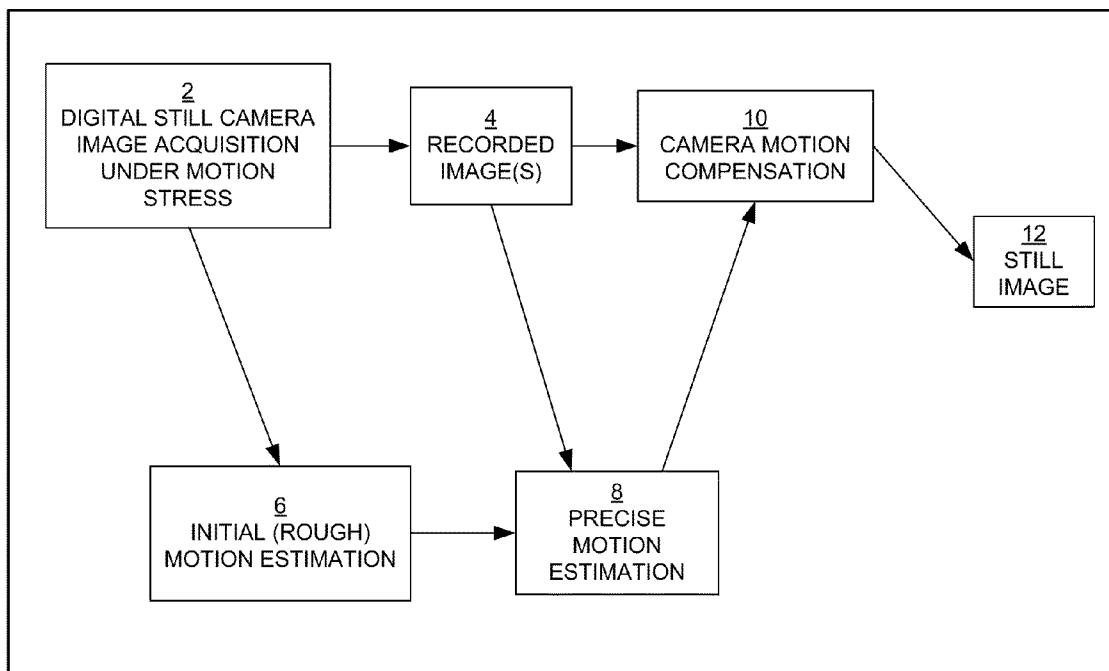 2
DIGITAL STILL CAMERA
IMAGE ACQUISITION
UNDER MOTION
STRESS
4
RECORDED
IMAGE(S)
10
CAMERA MOTION
COMPENSATION
12
STILL
IMAGE
6
INITIAL (ROUGH)
MOTION ESTIMATION
8
PRECISE
MOTION
ESTIMATION